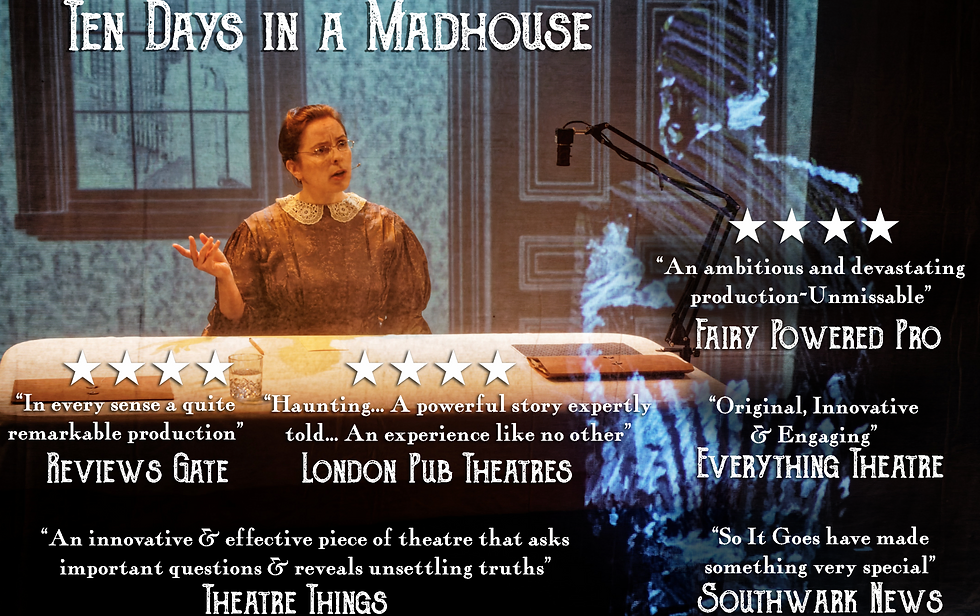 Ten Days in a Madhouse
★★★★
“An ambitious and devastating
production~Unmissable”
Fairy Powered Pro
★★★★
“In every sense a quite
remarkable production”
Reviews Gate
★★★★
“Haunting... A powerful story expertly
told... An experience like no other”
London Pub Theatres
“Original, Innovative
& Engaging”
Everything Theatre
“An innovative & effective piece of theatre that asks
important questions & reveals unsettling truths”
Theatre Things
“So It Goes have made
something very special”
Southwark News